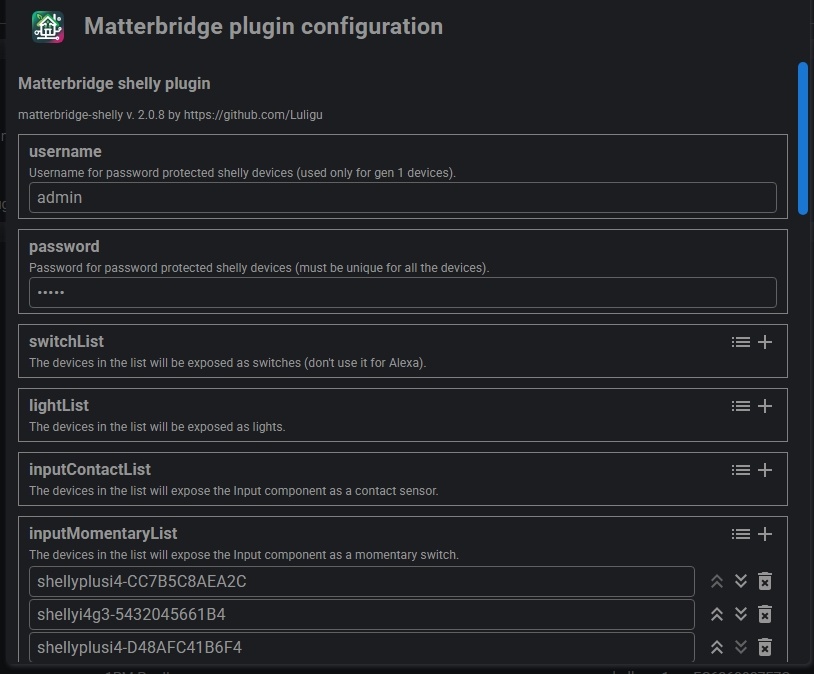 Matterbridge plugin configuration
Matterbridge shelly plugin
matterbridge-shelly v. 2.0.8 by https://github.com/Luligu
username
Username for password protected shelly devices (used only for gen 1 devices).
admin
password
Password for password protected shelly devices (must be unique for all the devices).
•••••
switchList
The devices in the list will be exposed as switches (don't use it for Alexa).
lightList
The devices in the list will be exposed as lights.
inputContactList
The devices in the list will expose the Input component as a contact sensor.
inputMomentaryList
The devices in the list will expose the Input component as a momentary switch.
shellyplusi4-CC7B5C8AEA2C
shellyi4g3-5432045661B4
shellyplusi4-D48AFC41B6F4